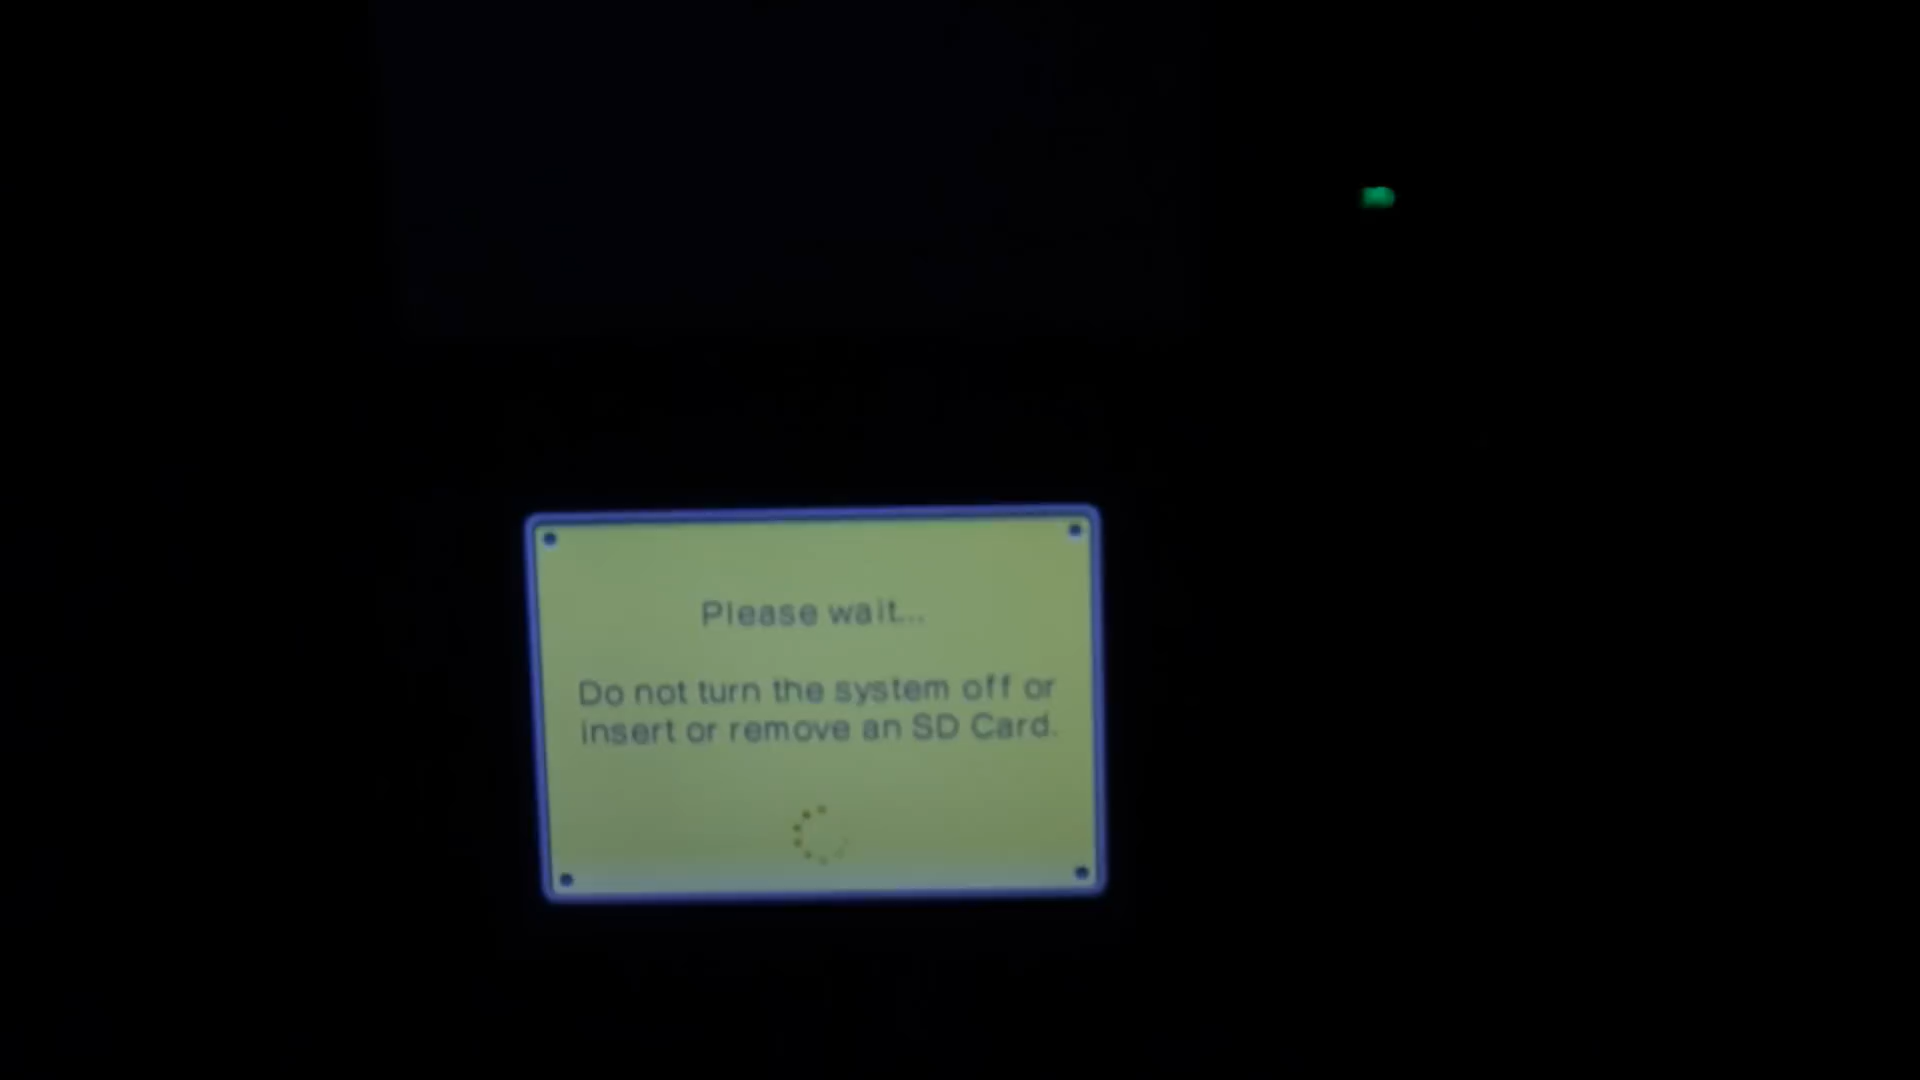 Please wait...
Do not turn the system off or
insert or remove an SD Card.